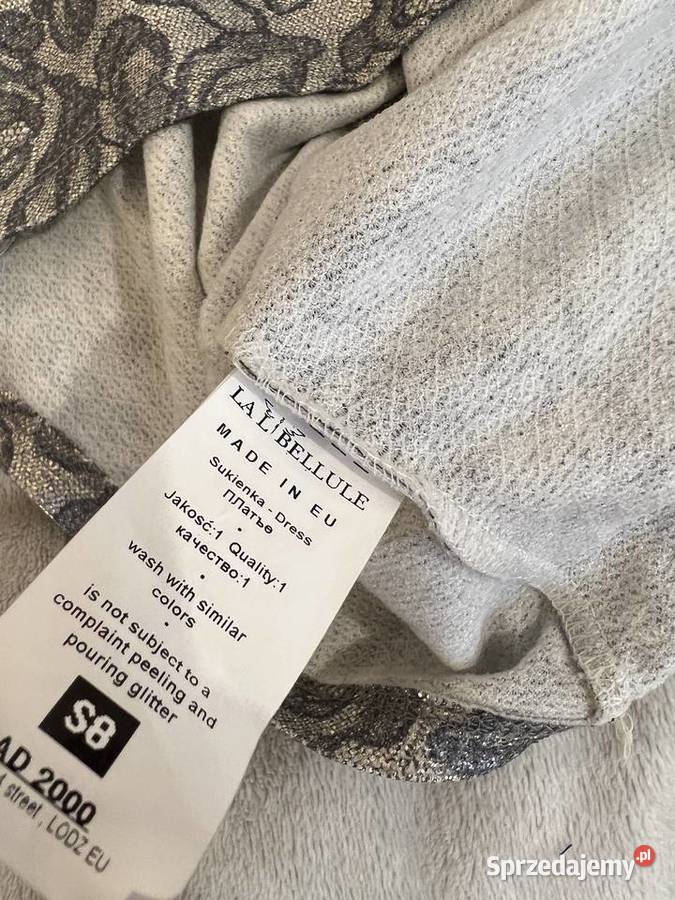 LA LIBELLULE
MADE IN EU
Sukienka - Dress
ПЛатье
Jakosć:1 Quality:1
качество:1
wash with similar
colors
is not subject to a
complaint peeling and
pouring glitter
S8
AD 2000
street, LODZ EU
Sprzedajemy.pl